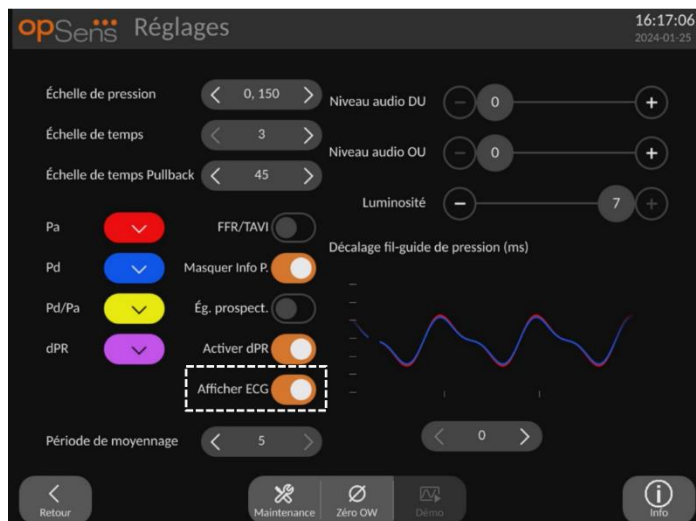 opSens Réglages
16:17:06
2024-01-25
Échelle de pression 0, 150
Échelle de temps 3
Échelle de temps Pullback 45
Niveau audio DU 0
Niveau audio OU 0
Luminosité 7
Pa
Pd
Pd/Pa
dPR
FFR/TAVI
Masquer Info P.
Ég. prospect.
Activer dPR
Afficher ECG
Période de moyennage 5
Décalage fil-guide de pression (ms)
0
Retour
Maintenance
Zéro OW
Démo
Info